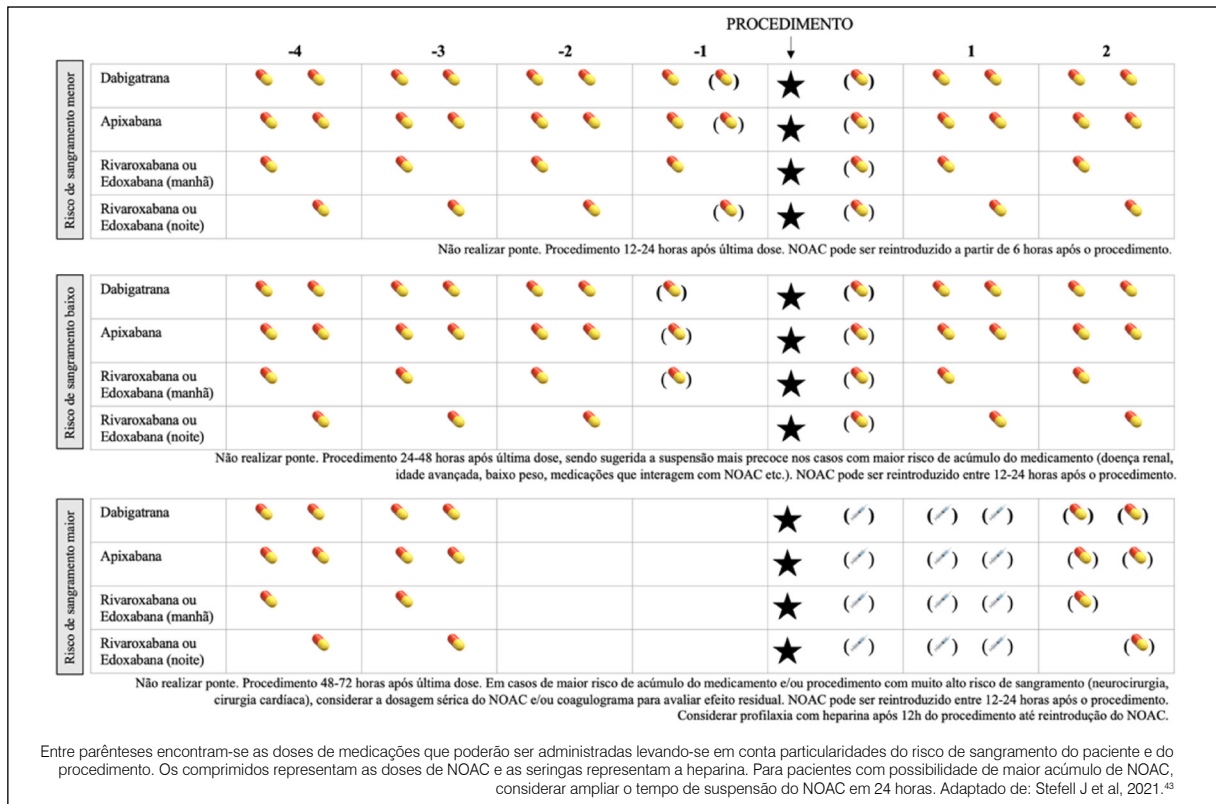 PROCEDIMENTO
-4 -3 -2 -1 1 2
Risco de sangramento menor
Dabigatrana
( ) ( )
Apixabana
( ) ( )
Rivaroxabana ou
Edoxabana (manhã)
( )
Rivaroxabana ou
Edoxabana (noite)
( ) ( )
Não realizar ponte. Procedimento 12-24 horas após última dose. NOAC pode ser reintroduzido a partir de 6 horas após o procedimento.
Risco de sangramento baixo
Dabigatrana
( ) ( )
Apixabana
( ) ( )
Rivaroxabana ou
Edoxabana (manhã)
( ) ( )
Rivaroxabana ou
Edoxabana (noite)
( )
Não realizar ponte. Procedimento 24-48 horas após última dose, sendo sugerida a suspensão mais precoce nos casos com maior risco de acúmulo do medicamento (doença renal,
idade avançada, baixo peso, medicações que interagem com NOAC etc.). NOAC pode ser reintroduzido entre 12-24 horas após o procedimento.
Risco de sangramento maior
Dabigatrana
( ) ( ) ( ) ( ) ( )
Apixabana
( ) ( ) ( ) ( ) ( )
Rivaroxabana ou
Edoxabana (manhã)
( ) ( ) ( ) ( )
Rivaroxabana ou
Edoxabana (noite)
( ) ( ) ( ) ( )
Não realizar ponte. Procedimento 48-72 horas após última dose. Em casos de maior risco de acúmulo do medicamento e/ou procedimento com muito alto risco de sangramento (neurocirurgia,
cirurgia cardíaca), considerar a dosagem sérica do NOAC e/ou coagulograma para avaliar efeito residual. NOAC pode ser reintroduzido entre 12-24 horas após o procedimento.
Considerar profilaxia com heparina após 12h do procedimento até reintrodução do NOAC.
Entre parênteses encontram-se as doses de medicações que poderão ser administradas levando-se em conta particularidades do risco de sangramento do paciente e do
procedimento. Os comprimidos representam as doses de NOAC e as seringas representam a heparina. Para pacientes com possibilidade de maior acúmulo de NOAC,
considerar ampliar o tempo de suspensão do NOAC em 24 horas. Adaptado de: Stefell J et al, 2021.⁴³